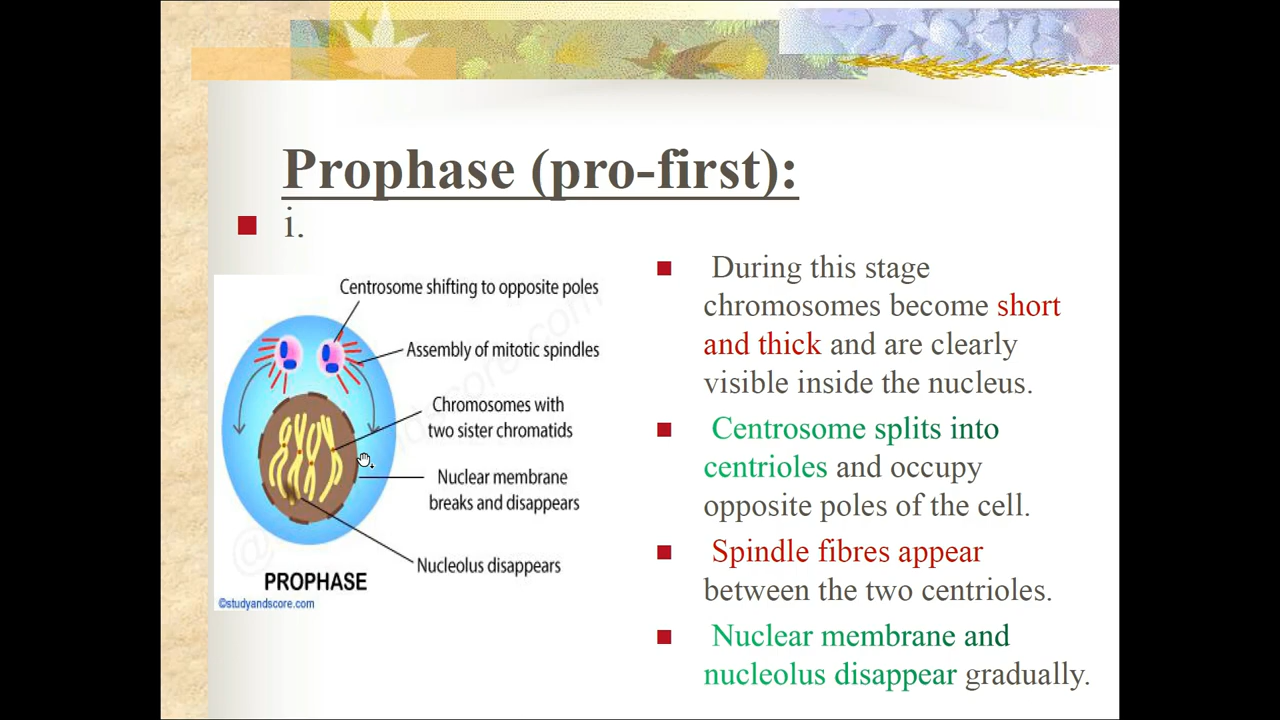 Prophase (pro-first):
i.
Centrosome shifting to opposite poles
Assembly of mitotic spindles
Chromosomes with
two sister chromatids
Nuclear membrane
breaks and disappears
Nucleolus disappears
PROPHASE
©studyandscore.com
During this stage
chromosomes become short
and thick and are clearly
visible inside the nucleus.
Centrosome splits into
centrioles and occupy
opposite poles of the cell.
Spindle fibres appear
between the two centrioles.
Nuclear membrane and
nucleolus disappear gradually.